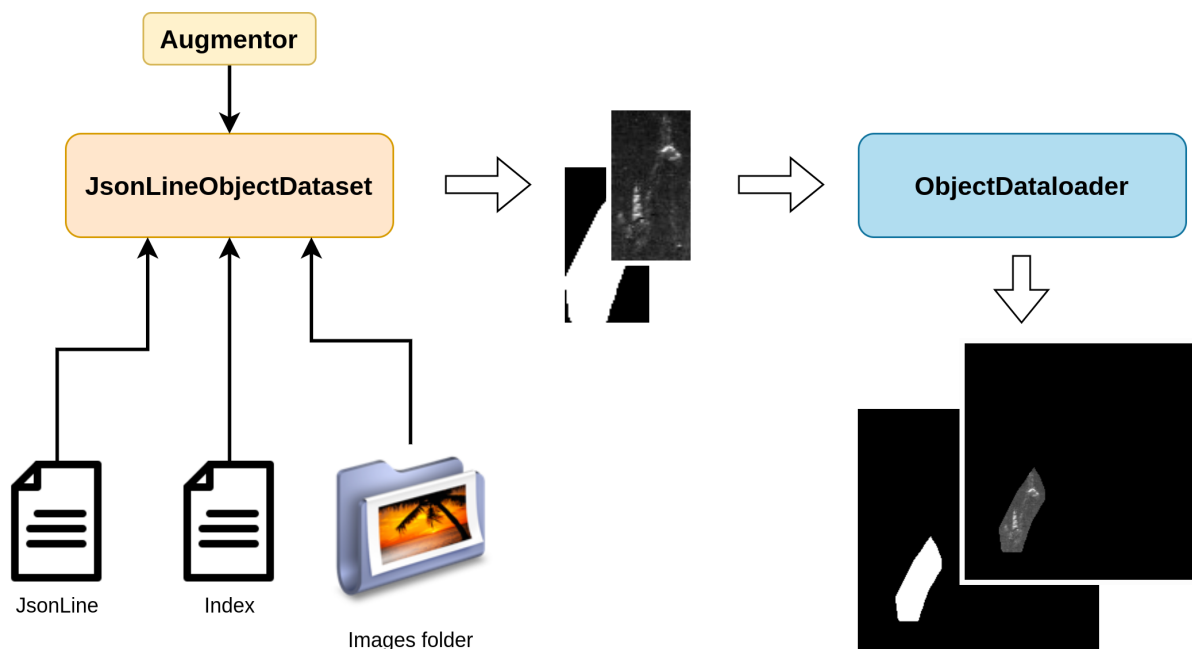 Augmentor
JsonLineObjectDataset
ObjectDataloader
JsonLine
Index
Images folder